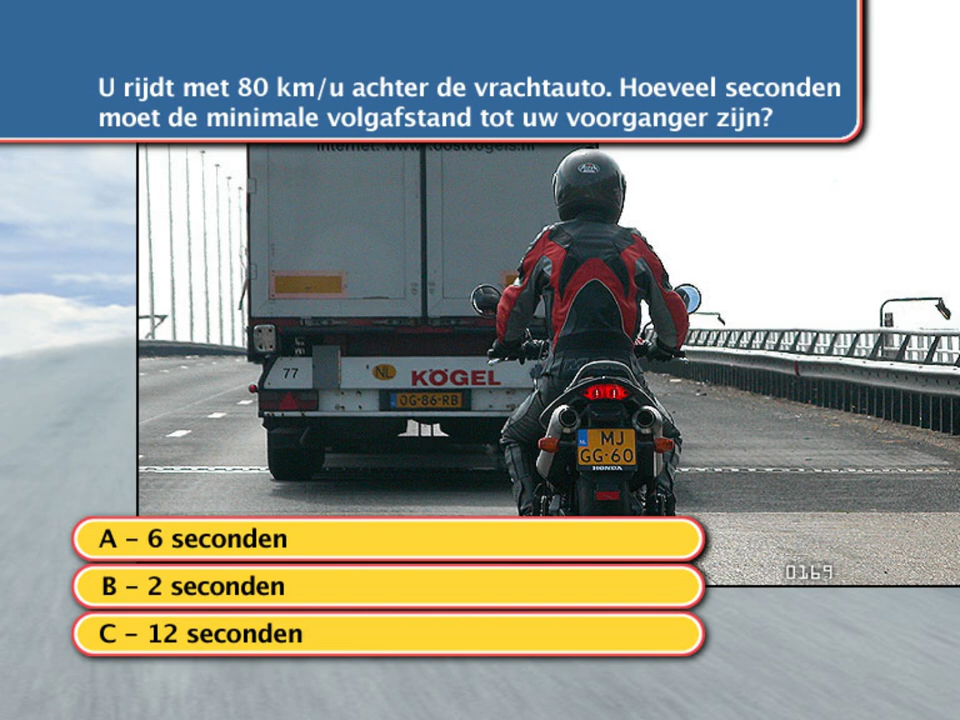 U rijdt met 80 km/u achter de vrachtauto. Hoeveel seconden
moet de minimale volgafstand tot uw voorganger zijn?
NL
77
KÖGEL
OG-86-RB
NL
MJ
GG-60
HONDA
A – 6 seconden
0169
B – 2 seconden
C – 12 seconden